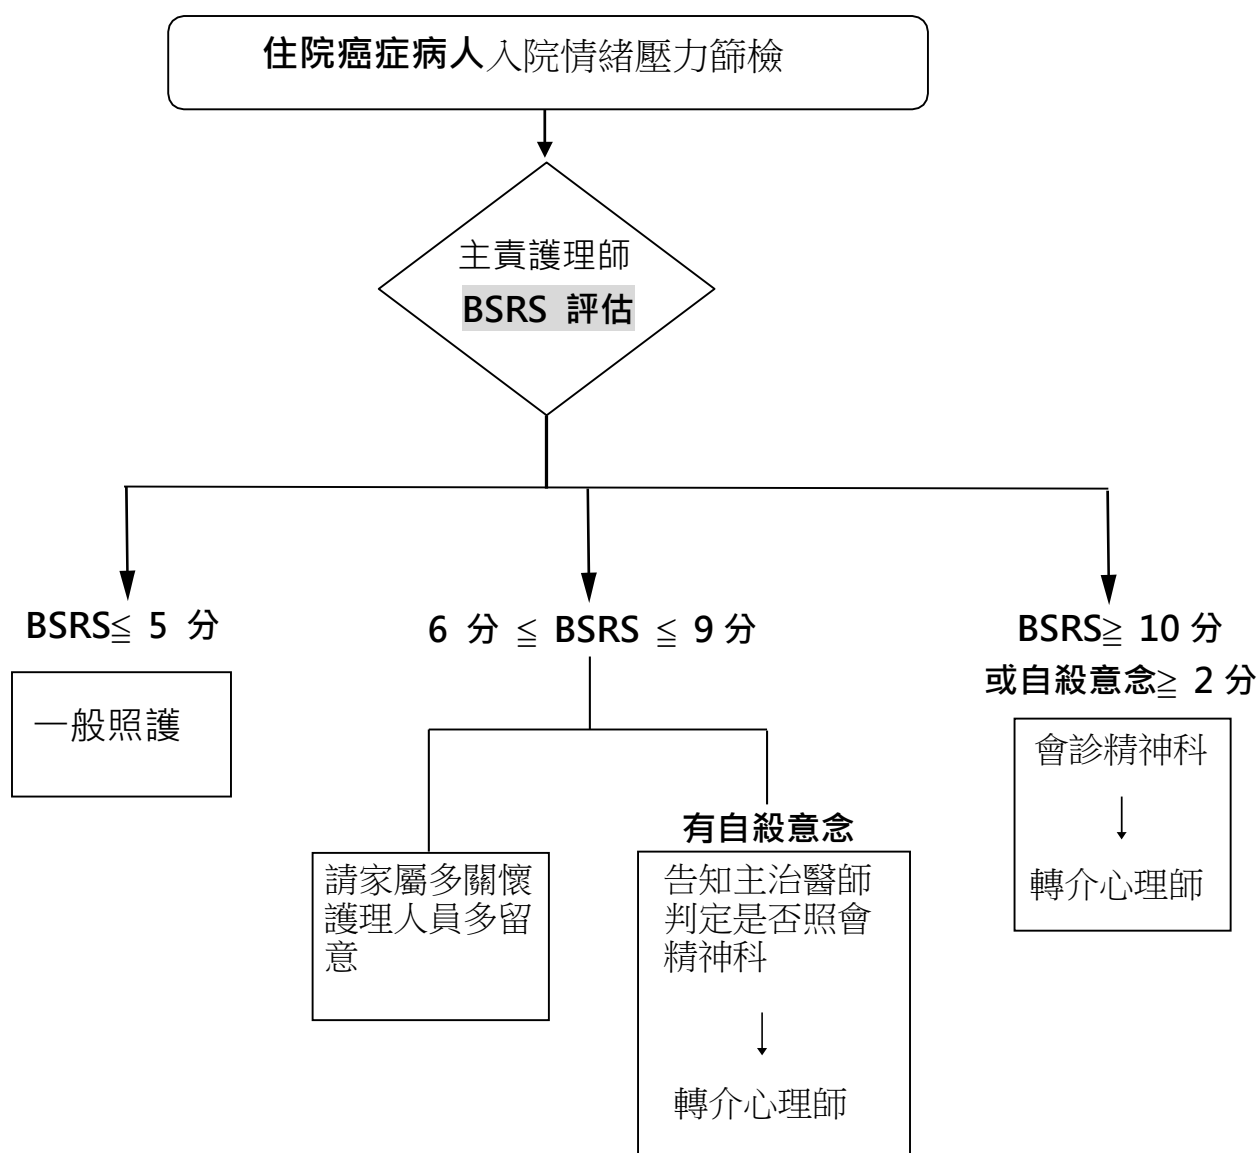 住院癌症病人入院情緒壓力篩檢
主責護理師
BSRS 評估
BSRS≦ 5 分
一般照護
6 分 ≦ BSRS ≦ 9 分
請家屬多關懷
護理人員多留
意
有自殺意念
告知主治醫師
判定是否照會
精神科
轉介心理師
BSRS≧ 10 分
或自殺意念≧ 2 分
會診精神科
轉介心理師